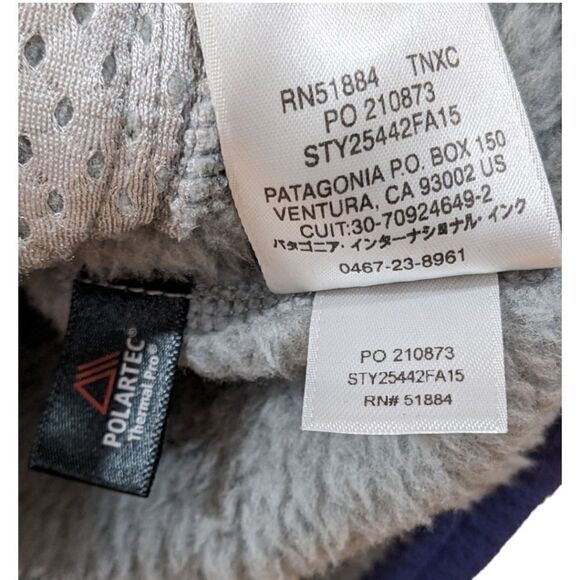 RN51884 TNXC
PO 210873
STY25442FA15
PATAGONIA P.O. BOX 150
VENTURA, CA 93002 US
CUIT:30-70924649-2
パタゴニア・インターナショナル・インク
0467-23-8961
POLARTEC®
Thermal Pro®
PO 210873
STY25442FA15
RN# 51884